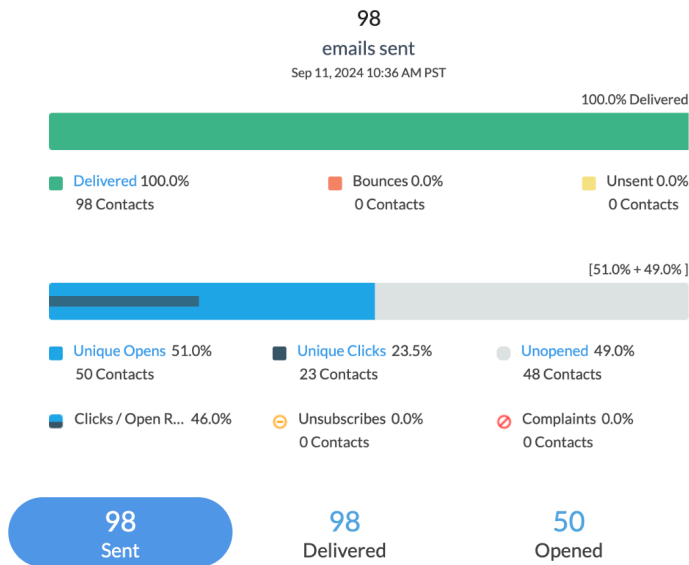 98
emails sent
Sep 11, 2024 10:36 AM PST
100.0% Delivered
Delivered 100.0%
98 Contacts
Bounces 0.0%
0 Contacts
Unsent 0.0%
0 Contacts
[51.0% + 49.0% ]
Unique Opens 51.0%
50 Contacts
Unique Clicks 23.5%
23 Contacts
Unopened 49.0%
48 Contacts
Clicks / Open R... 46.0%
Unsubscribes 0.0%
0 Contacts
Complaints 0.0%
0 Contacts
98
Sent
98
Delivered
50
Opened